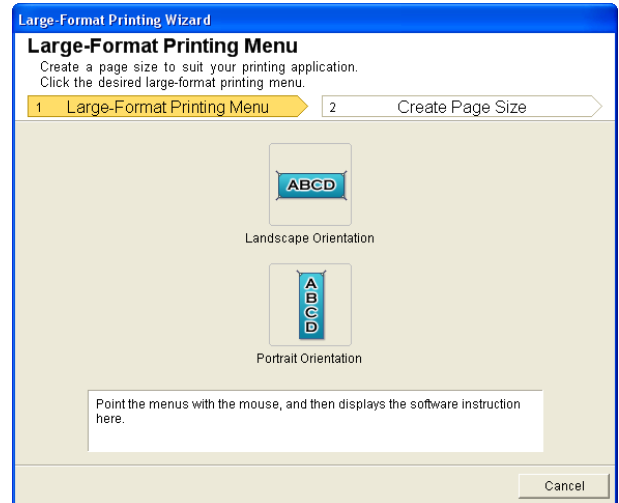 Large-Format Printing Wizard
Large-Format Printing Menu
Create a page size to suit your printing application.
Click the desired large-format printing menu.
1 Large-Format Printing Menu 2 Create Page Size
ABCD
Landscape Orientation
A
B
C
D
Portrait Orientation
Point the menus with the mouse, and then displays the software instruction
here.
Cancel